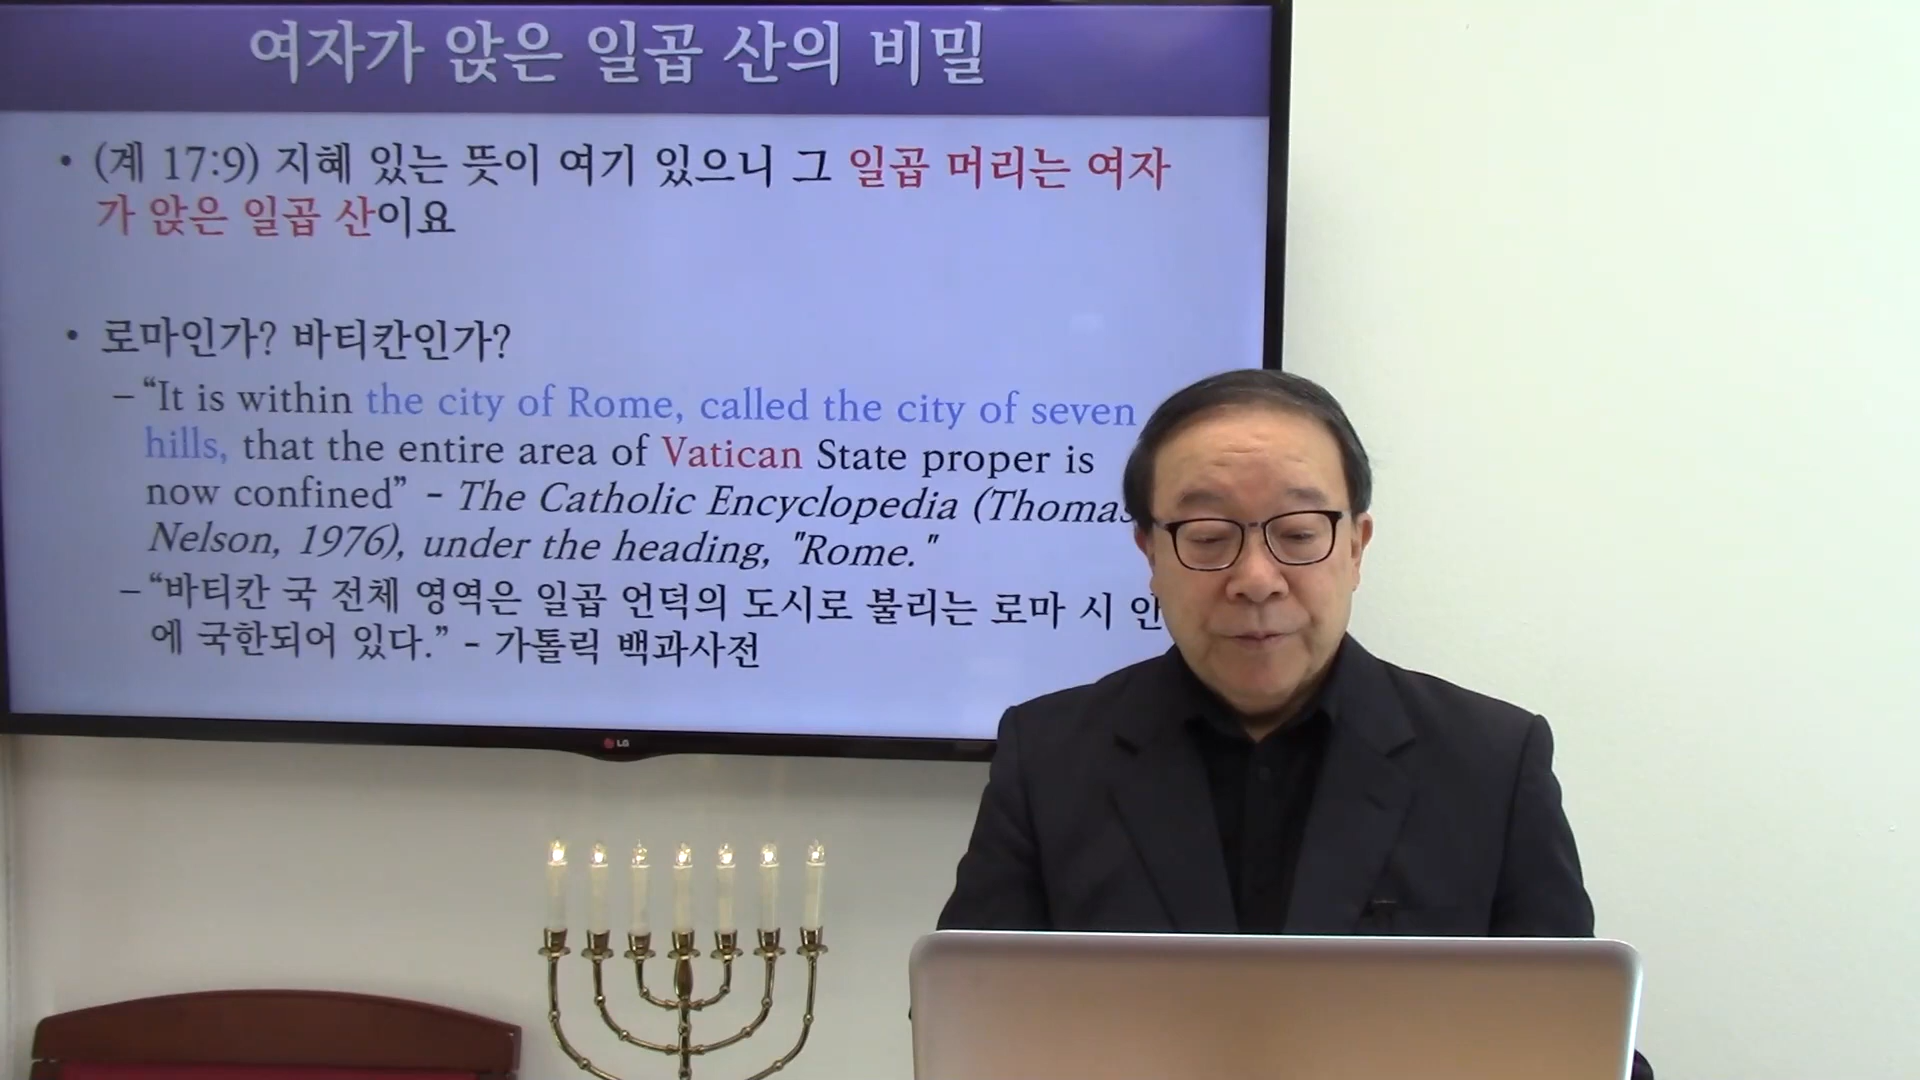 여자가 앉은 일곱 산의 비밀
• (계 17:9) 지혜 있는 뜻이 여기 있으니 그 일곱 머리는 여자
가 앉은 일곱 산이요
• 로마인가? 바티칸인가?
– “It is within the city of Rome, called the city of seven
hills, that the entire area of Vatican State proper is
now confined” - The Catholic Encyclopedia (Thomas
Nelson, 1976), under the heading, "Rome."
– “바티칸 국 전체 영역은 일곱 언덕의 도시로 불리는 로마 시 안
에 국한되어 있다.” - 가톨릭 백과사전
LG